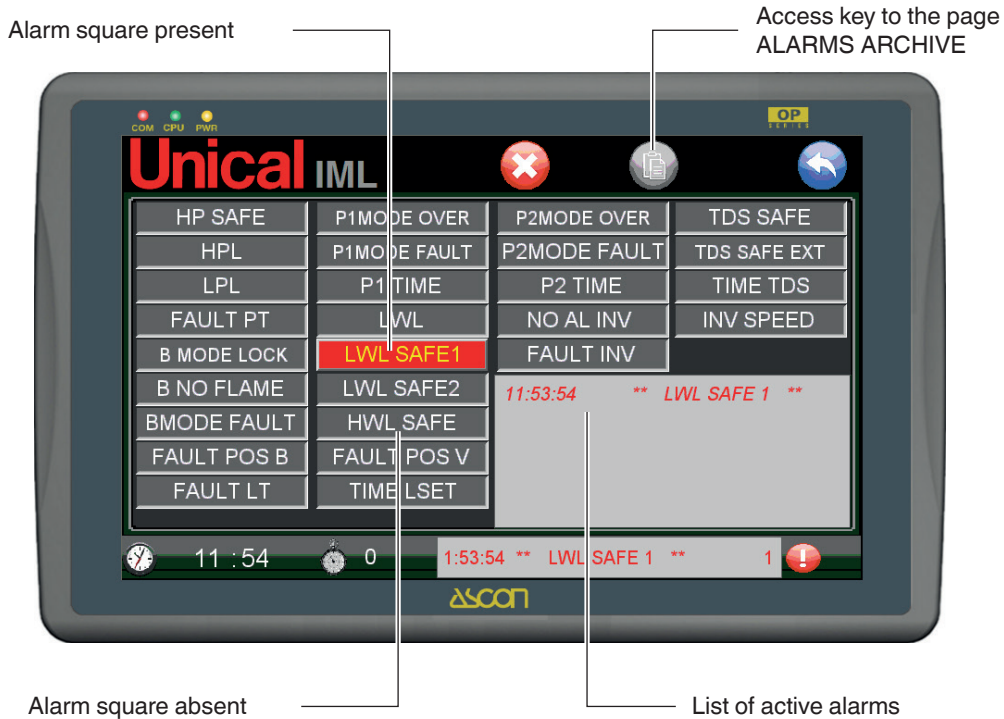 Alarm square present
Access key to the page
ALARMS ARCHIVE
COM CPU PWR
OP
SERIES
Unical IML
HP SAFE P1MODE OVER P2MODE OVER TDS SAFE
HPL P1MODE FAULT P2MODE FAULT TDS SAFE EXT
LPL P1 TIME P2 TIME TIME TDS
FAULT PT LWL NO AL INV INV SPEED
B MODE LOCK LWL SAFE1 FAULT INV
B NO FLAME LWL SAFE2
11:53:54 ** LWL SAFE 1 **
BMODE FAULT HWL SAFE
FAULT POS B FAULT POS V
FAULT LT TIME LSET
11 : 54 0 1:53:54 ** LWL SAFE 1 ** 1
ascon
Alarm square absent
List of active alarms